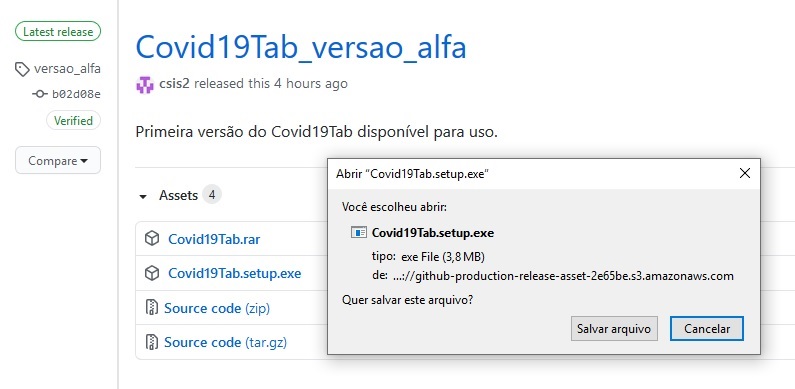 Latest release
versao_alfa
b02d08e
Verified
Compare
Covid19Tab_versao_alfa
csis2 released this 4 hours ago
Primeira versão do Covid19Tab disponível para uso.
Assets 4
Covid19Tab.rar
Covid19Tab.setup.exe
Source code (zip)
Source code (tar.gz)
Abrir "Covid19Tab.setup.exe"
Você escolheu abrir:
Covid19Tab.setup.exe
tipo: exe File (3,8 MB)
de: ...://github-production-release-asset-2e65be.s3.amazonaws.com
Quer salvar este arquivo?
Salvar arquivo
Cancelar